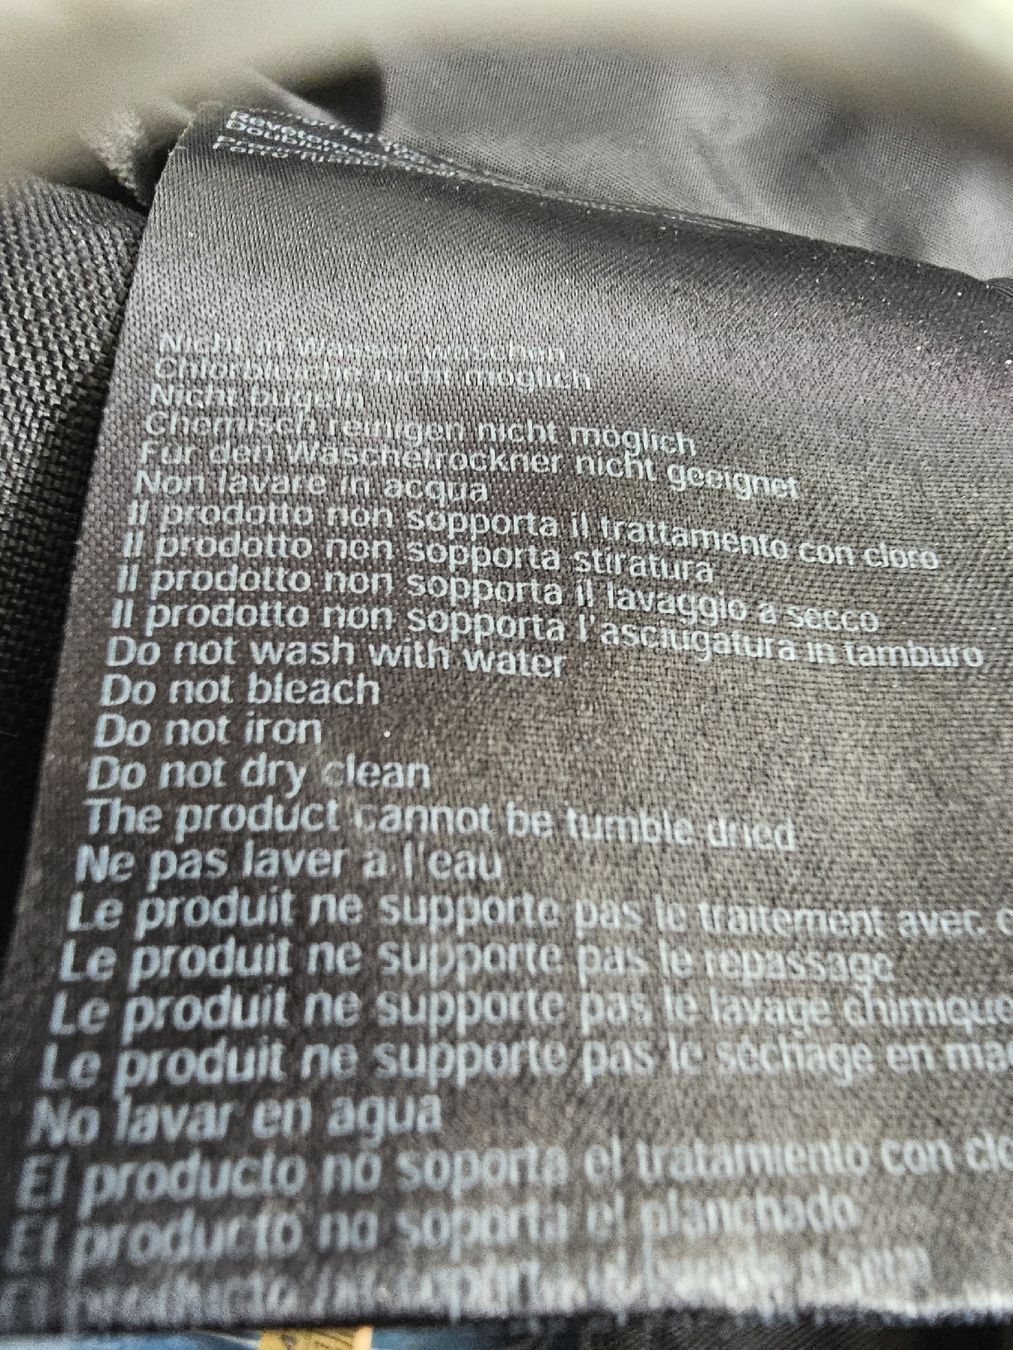 Nicht in Wasser waschen
Chlorbleiche nicht möglich
Nicht bügeln
Chemisch reinigen nicht möglich
Für den Wäschetrockner nicht geeignet
Non lavare in acqua
Il prodotto non sopporta il trattamento con cloro
Il prodotto non sopporta stiratura
Il prodotto non sopporta il lavaggio a secco
Il prodotto non sopporta l'asciugatura in tamburo
Do not wash with water
Do not bleach
Do not iron
Do not dry clean
The product cannot be tumble dried
Ne pas laver a l'eau
Le produit ne supporte pas le traitement avec
Le produit ne supporte pas le repassage
Le produit ne supporte pas le lavage chimique
Le produit ne supporte pas le séchage en
No lavar en agua
El producto no soporta el tratamiento con
El producto no soporta el planchado